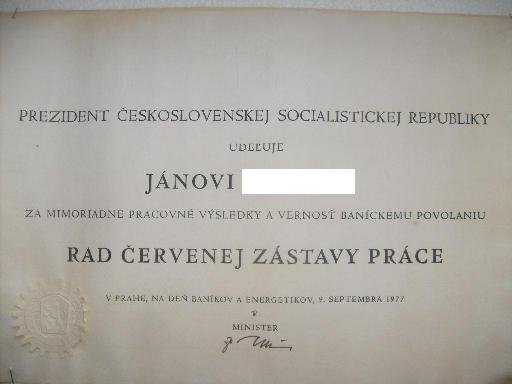 PREZIDENT ČESKOSLOVENSKEJ SOCIALISTICKEJ REPUBLIKY
UDEĽUJE
JÁNOVI
ZA MIMORIADNE PRACOVNÉ VÝSLEDKY A VERNOSŤ BANÍCKEMU POVOLANIU
RAD ČERVENEJ ZÁSTAVY PRÁCE
V PRAHE, NA DEŇ BANÍKOV A ENERGETIKOV, 9. SEPTEMBRA 1977
MINISTER